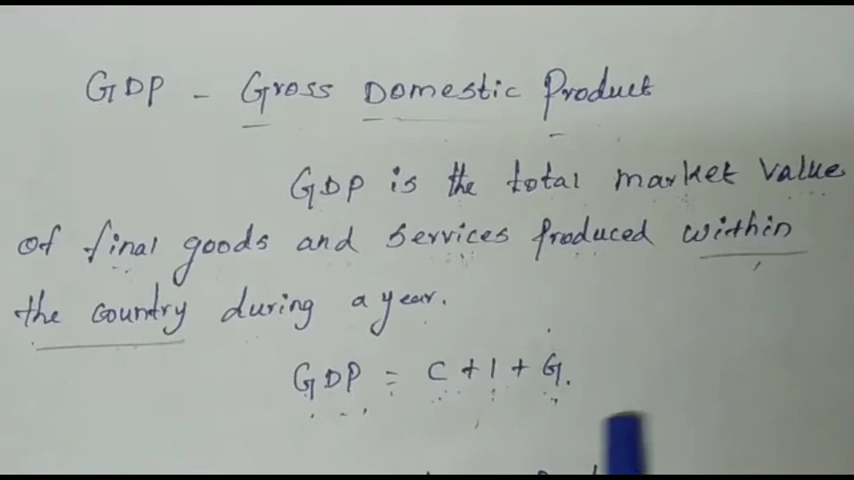 GDP - Gross Domestic Product
GDP is the total market value
of final goods and services produced within
the country during a year.
GDP = C + I + G.